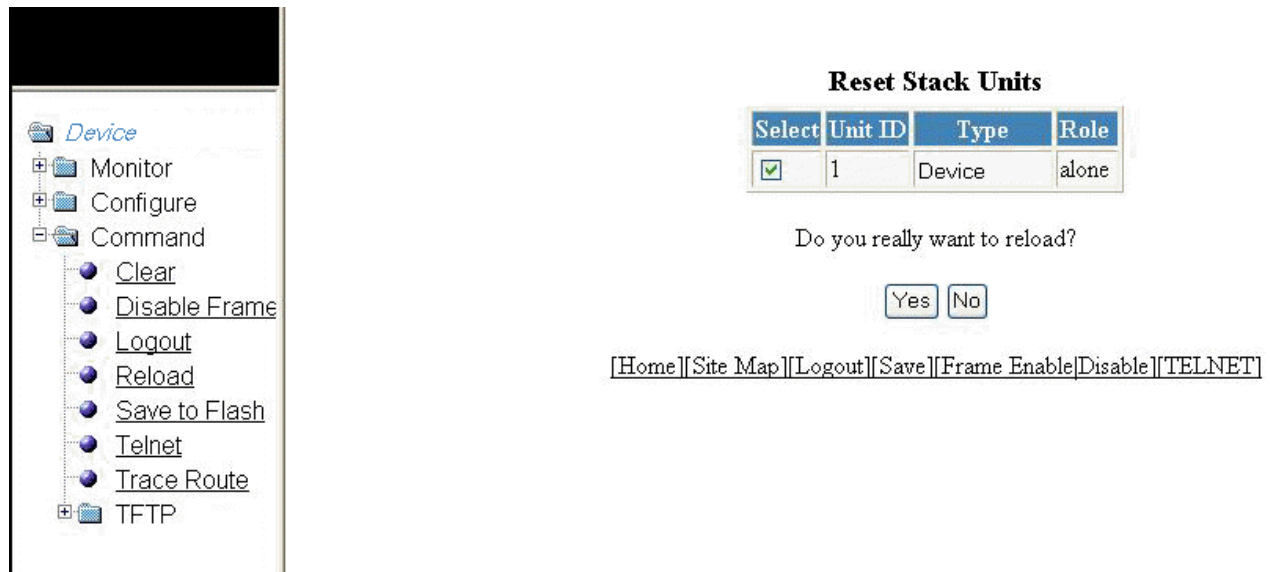 Device
Monitor
Configure
Command
Clear
Disable Frame
Logout
Reload
Save to Flash
Telnet
Trace Route
TFTP
Reset Stack Units
Select Unit ID Type Role
1 Device alone
Do you really want to reload?
Yes No
[Home][Site Map][Logout][Save][Frame Enable|Disable][TELNET]